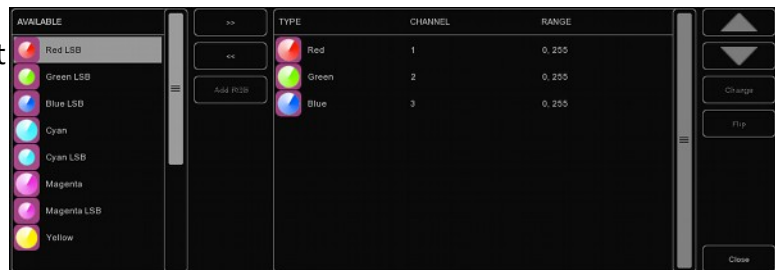 t
AVAILABLE
Red LSB
Green LSB
Blue LSB
Cyan
Cyan LSB
Magenta
Magenta LSB
Yellow
>>
<<
Add RGB
TYPE CHANNEL RANGE
Red 1 0, 255
Green 2 0, 255
Blue 3 0, 255
Change
Flip
Close